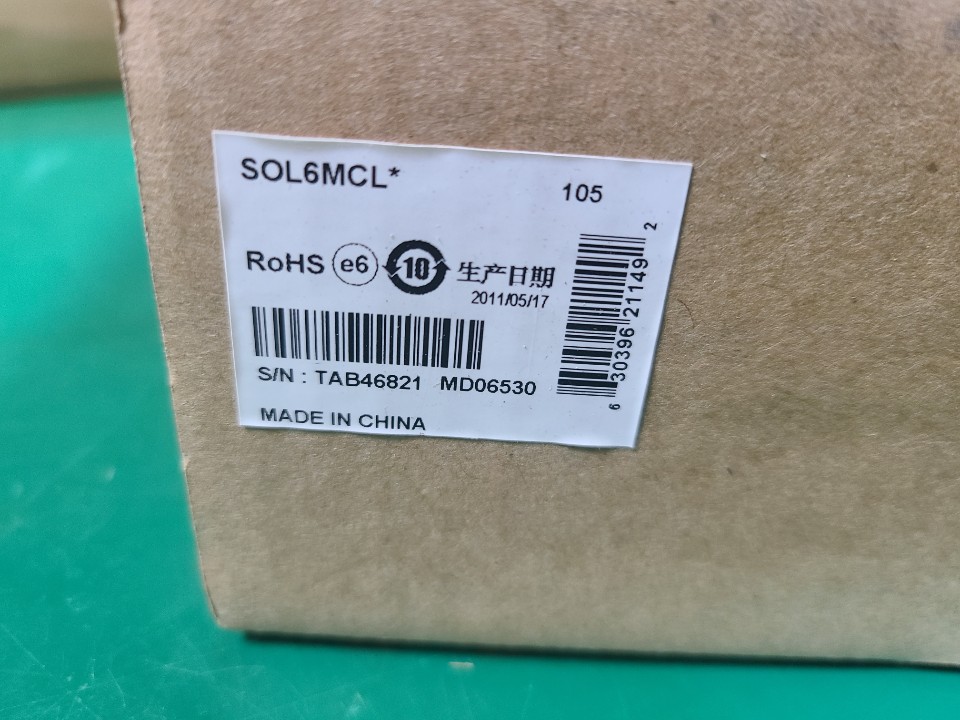 SOL6MCL*
105
RoHS e6 10 生产日期
2011/05/17
S/N : TAB46821 MD06530
MADE IN CHINA
6 30396 21149 2